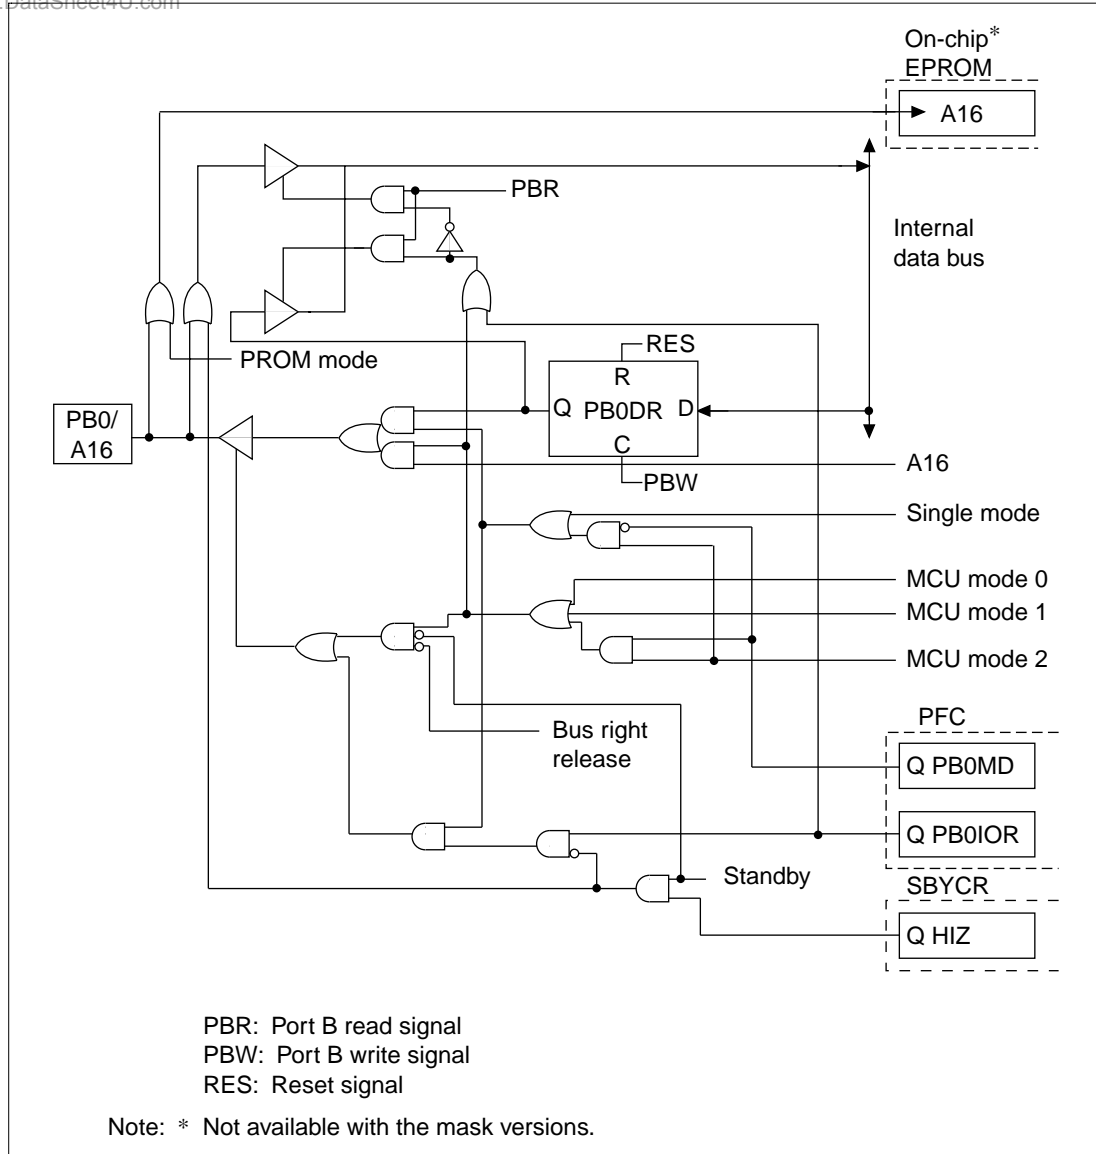 .DataSheet4U.com
On-chip*
EPROM
A16
PBR
Internal
data bus
RES
PROM mode
R
Q PB0DR D
C
PB0/
A16
A16
PBW
Single mode
MCU mode 0
MCU mode 1
MCU mode 2
PFC
Bus right
release
Q PB0MD
Q PB0IOR
Standby
SBYCR
Q HIZ
PBR: Port B read signal
PBW: Port B write signal
RES: Reset signal
Note: * Not available with the mask versions.